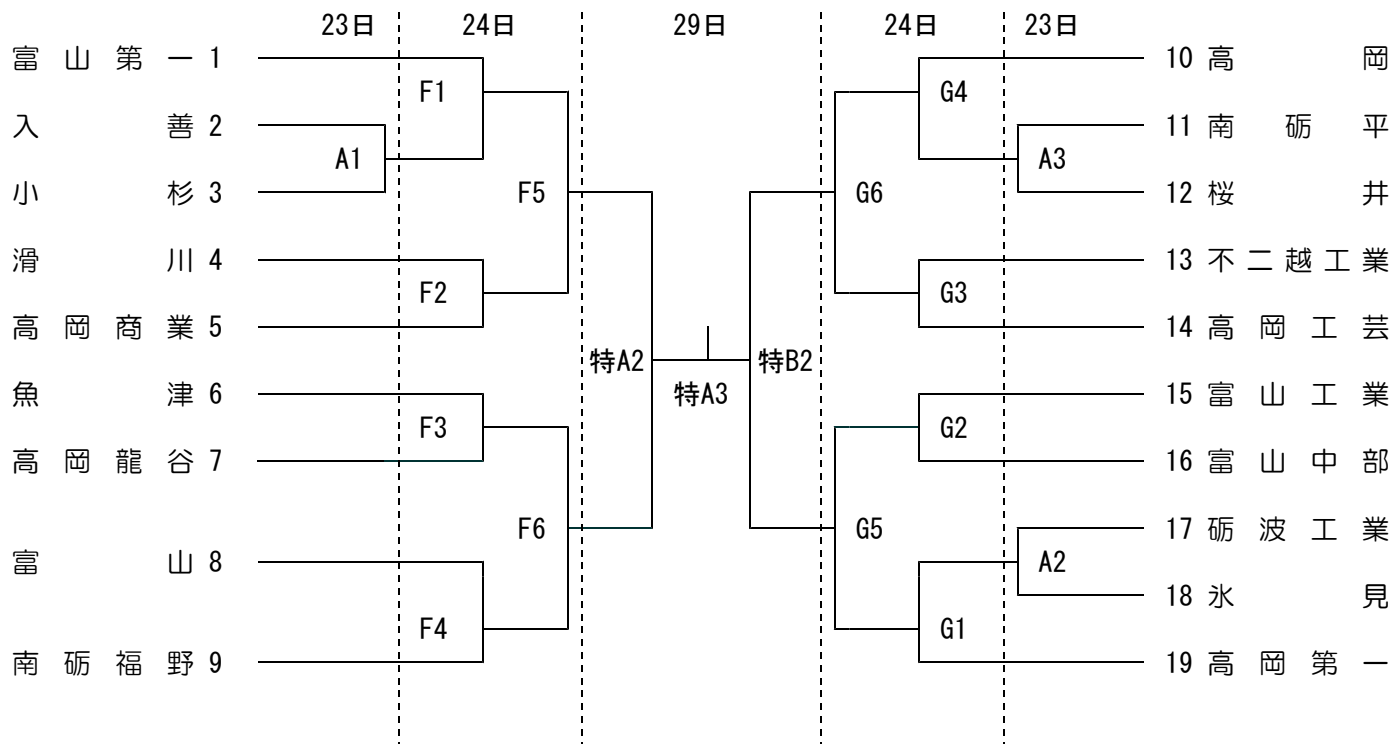 23日 24日 29日 24日 23日
富山第一 1 10 高岡
F1 G4
入善 2 11 南砺平
A1 A3
小杉 3 F5 G6 12 桜井
滑川 4 13 不二越工業
F2 G3
高岡商業 5 14 高岡工芸
特A2 特B2
魚津 6 特A3 15 富山工業
F3 G2
高岡龍谷 7 16 富山中部
F6 G5 17 砺波工業
富山 8 A2
18 氷見
F4 G1
南砺福野 9 19 高岡第一